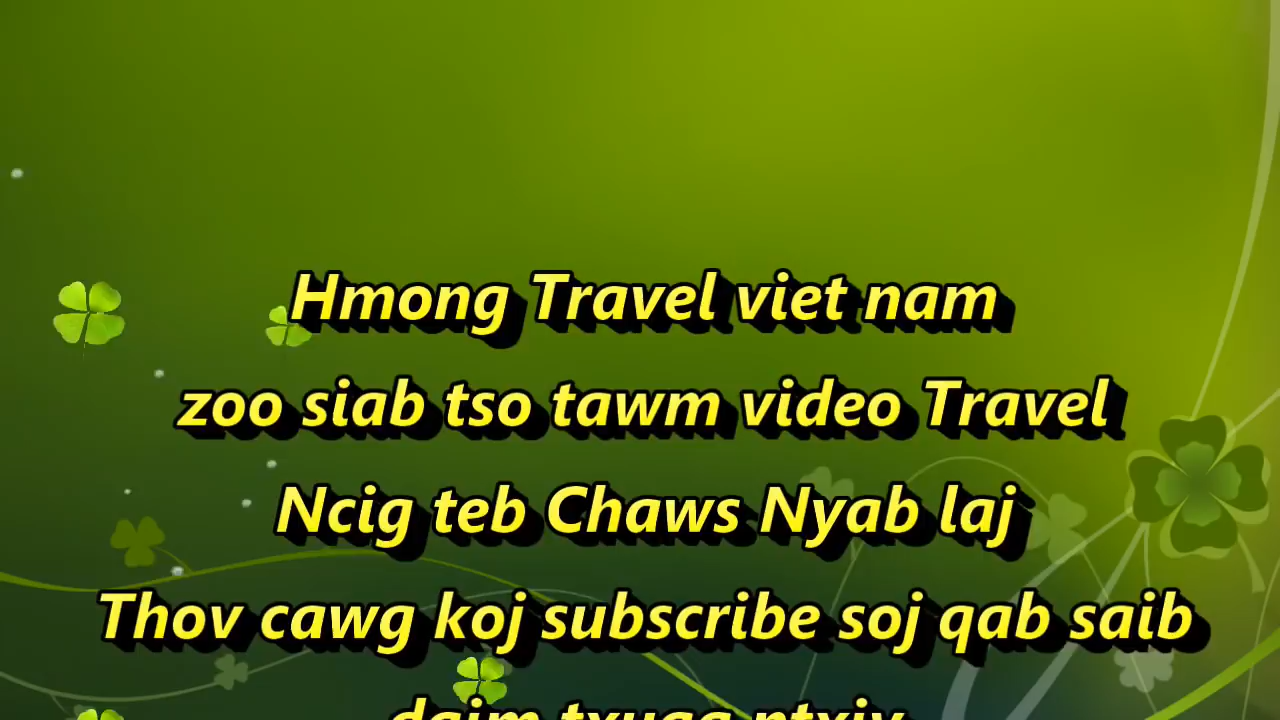 Hmong Travel viet nam
zoo siab tso tawm video Travel
Ncig teb Chaws Nyab laj
Thov cawg koj subscribe soj qab saib